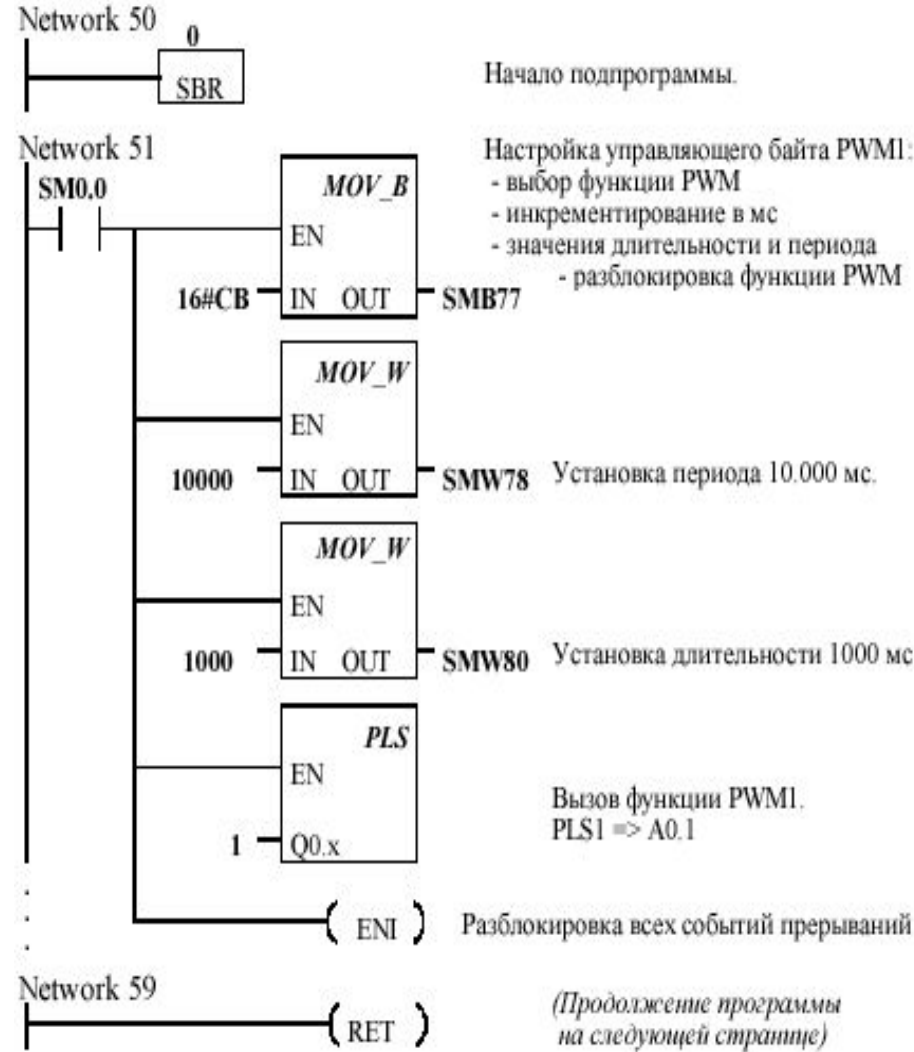 Network 50
0
SBR
Начало подпрограммы.
Network 51
SM0.0
MOV_B
EN
16#CB
IN OUT
SMB77
Настройка управляющего байта PWM1:
- выбор функции PWM
- инкрементирование в мс
- значения длительности и периода
- разблокировка функции PWM
MOV_W
EN
10000
IN OUT
SMW78
Установка периода 10.000 мс.
MOV_W
EN
1000
IN OUT
SMW80
Установка длительности 1000 мс
PLS
EN
1
Q0.x
Вызов функции PWM1.
PLS1 => A0.1
ENI
Разблокировка всех событий прерываний
Network 59
RET
(Продолжение программы
на следующей странице)